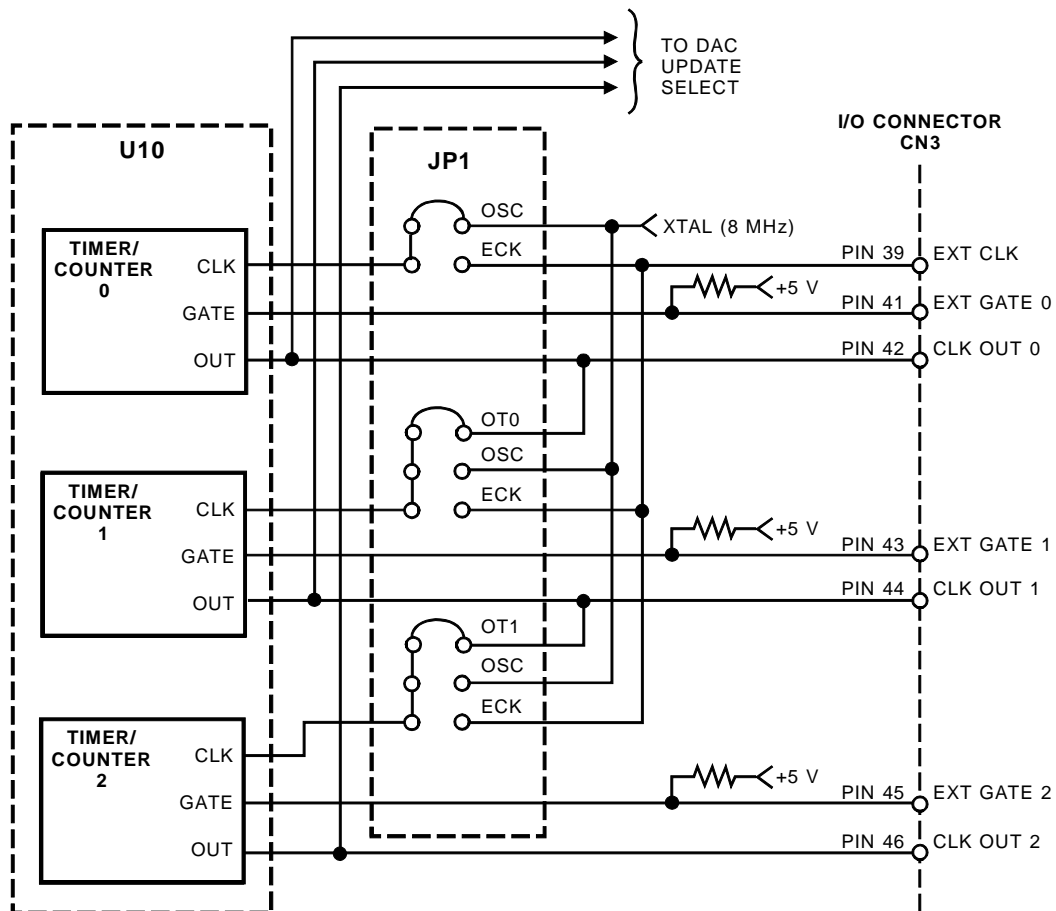 TO DAC
UPDATE
SELECT
I/O CONNECTOR
CN3
U10
JP1
OSC
XTAL (8 MHz)
ECK
TIMER/
COUNTER
0
CLK
GATE
OUT
PIN 39
EXT CLK
+5 V
PIN 41
EXT GATE 0
PIN 42
CLK OUT 0
OT0
OSC
ECK
TIMER/
COUNTER
1
CLK
GATE
OUT
+5 V
PIN 43
EXT GATE 1
PIN 44
CLK OUT 1
OT1
OSC
ECK
TIMER/
COUNTER
2
CLK
GATE
OUT
+5 V
PIN 45
EXT GATE 2
PIN 46
CLK OUT 2